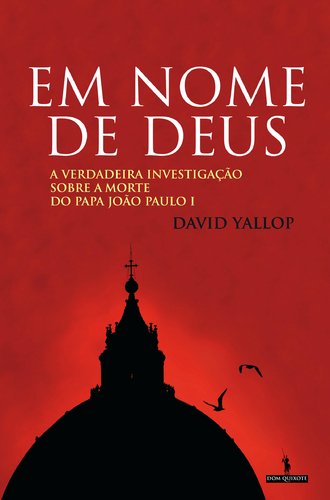 EM NOME
DE DEUS
A VERDADEIRA INVESTIGAÇÃO
SOBRE A MORTE
DO PAPA JOÃO PAULO I
DAVID YALLOP
DOM QUIXOTE